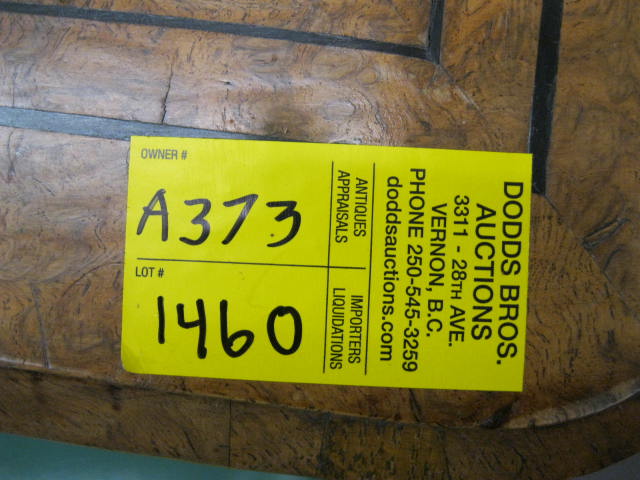 OWNER #
A373
LOT #
1460
ANTIQUES
APPRAISALS
IMPORTERS
LIQUIDATIONS
DODDS BROS.
AUCTIONS
3311 - 28TH AVE.
VERNON, B.C.
PHONE 250-545-3259
doddsauctions.com